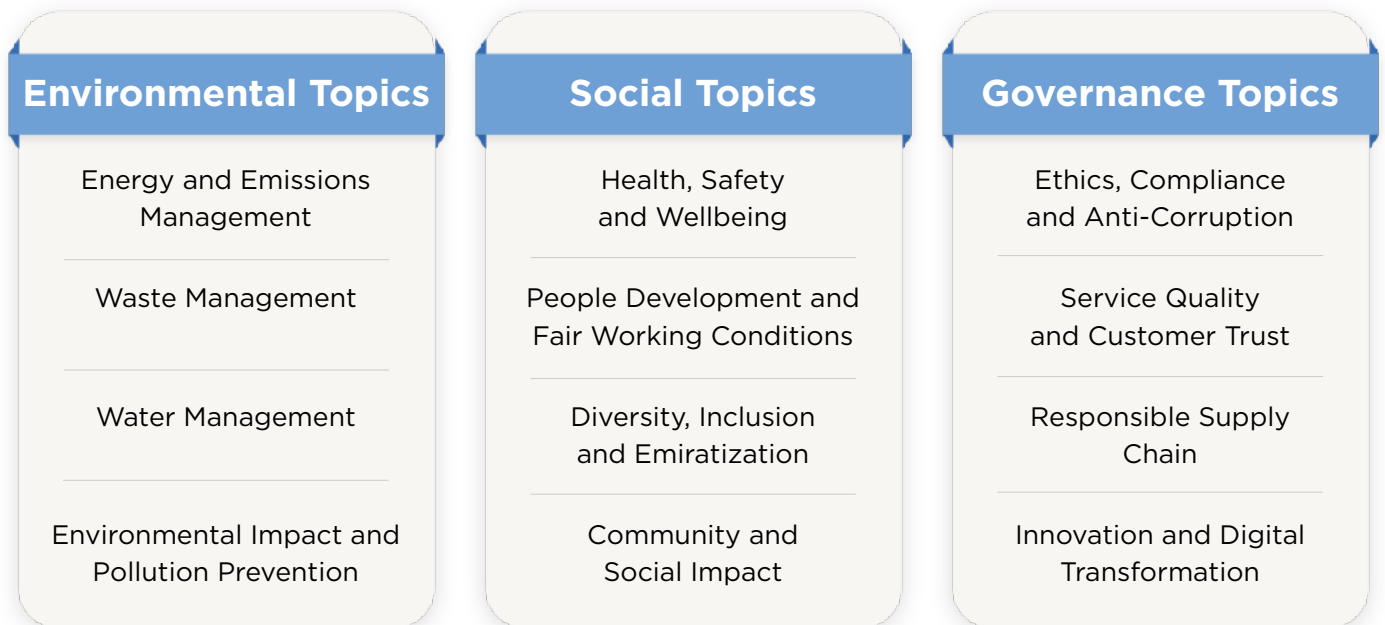 Environmental Topics
Energy and Emissions
Management
Waste Management
Water Management
Environmental Impact and
Pollution Prevention
Social Topics
Health, Safety
and Wellbeing
People Development and
Fair Working Conditions
Diversity, Inclusion
and Emiratization
Community and
Social Impact
Governance Topics
Ethics, Compliance
and Anti-Corruption
Service Quality
and Customer Trust
Responsible Supply
Chain
Innovation and Digital
Transformation